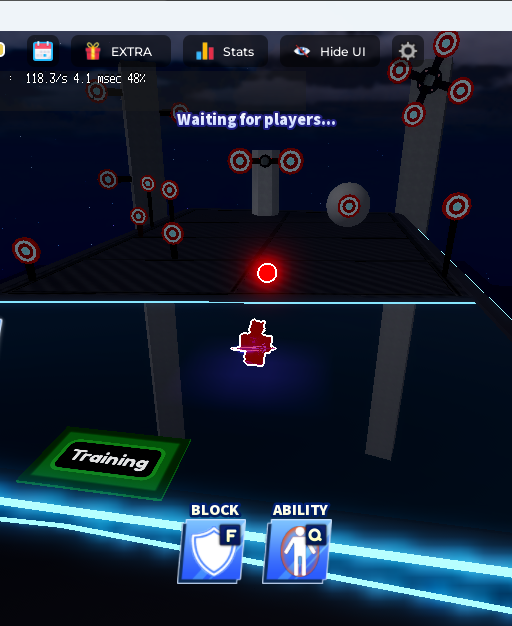 EXTRA
Stats
Hide UI
: 118.3/s 4.1 msec 48%
Waiting for players...
Training
BLOCK
ABILITY
F
Q